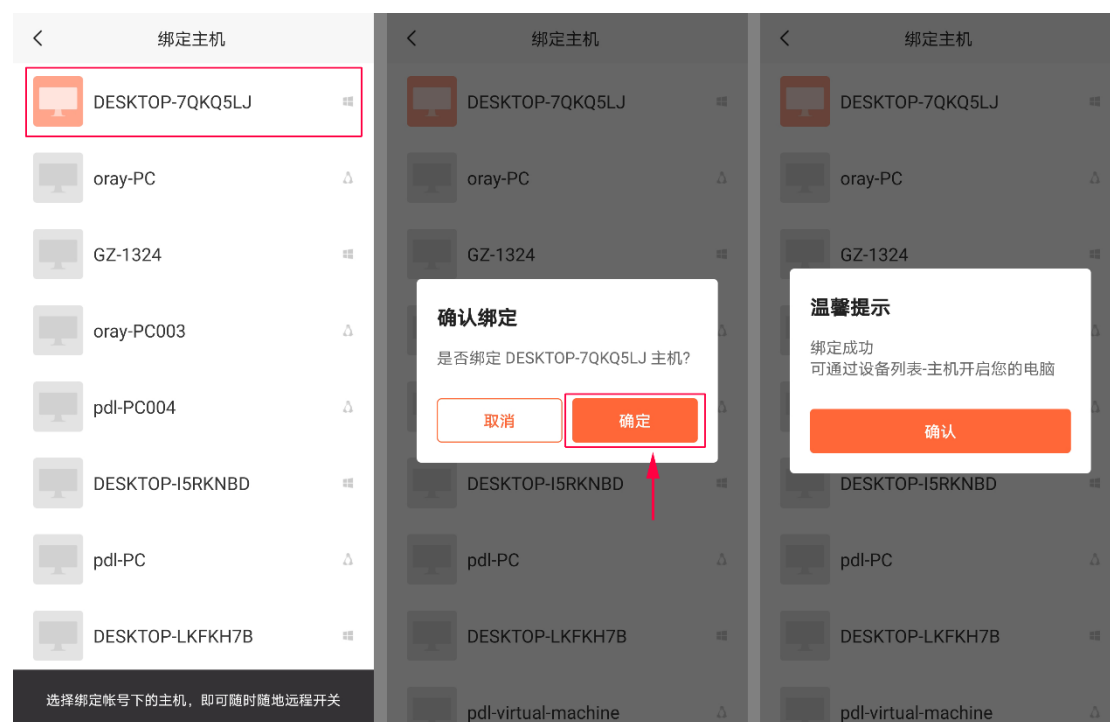 绑定主机
DESKTOP-7QKQ5LJ
oray-PC
GZ-1324
oray-PC003
pdl-PC004
DESKTOP-I5RKNBD
pdl-PC
DESKTOP-LKFKH7B
选择绑定帐号下的主机，即可随时随地远程开关
绑定主机
DESKTOP-7QKQ5LJ
oray-PC
GZ-1324
确认绑定
是否绑定 DESKTOP-7QKQ5LJ 主机?
取消
确定
DESKTOP-I5RKNBD
pdl-PC
DESKTOP-LKFKH7B
pdl-virtual-machine
绑定主机
DESKTOP-7QKQ5LJ
oray-PC
GZ-1324
温馨提示
绑定成功
可通过设备列表-主机开启您的电脑
确认
DESKTOP-I5RKNBD
pdl-PC
DESKTOP-LKFKH7B
pdl-virtual-machine